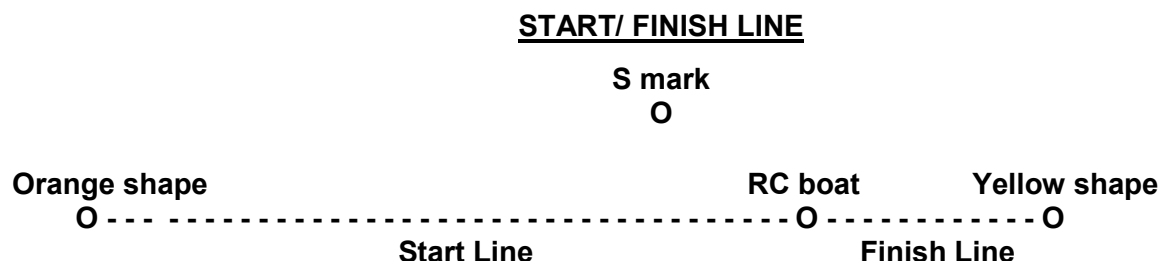 START/ FINISH LINE
S mark
O
Orange shape RC boat Yellow shape
O - - -  - - - - - - - - - - - - - - - - - - - - - - - - - - - - - - - - - - - O - - - - - - - - - - - - O
Start Line Finish Line